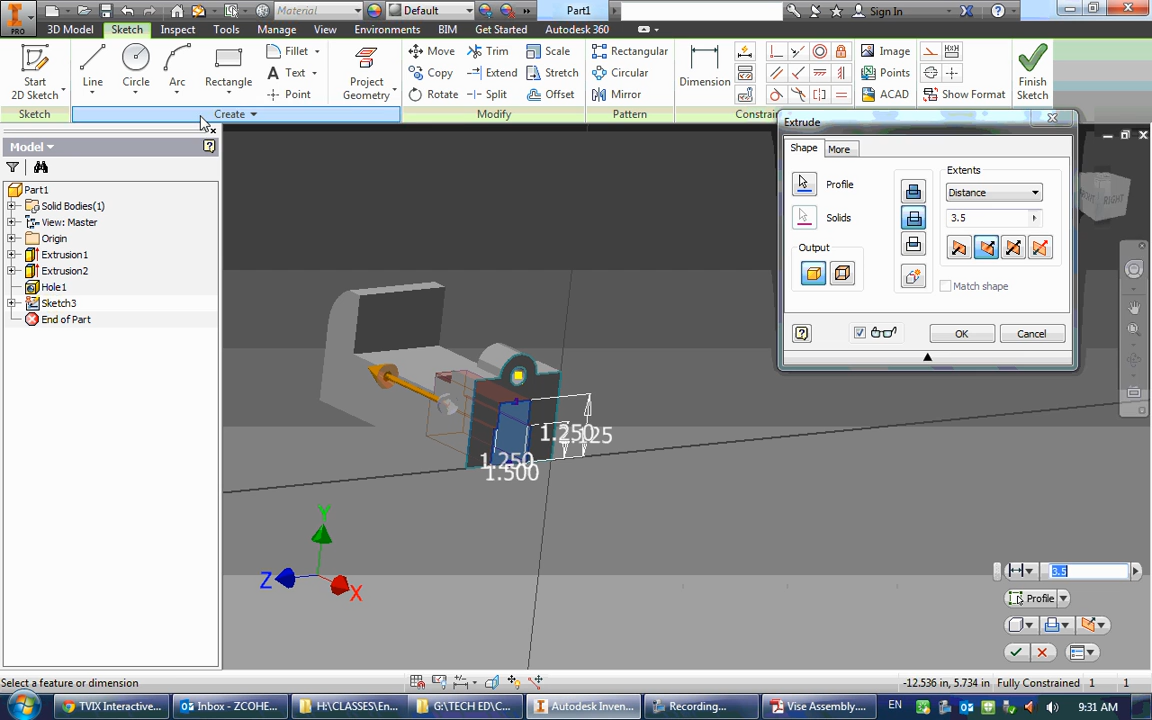 PRO Material Default Part1 Sign In
3D Model Sketch Inspect Tools Manage View Environments BIM Get Started Autodesk 360
Start
2D Sketch
Line
Circle
Arc
Rectangle
Fillet
Text
Point
Project
Geometry
Move Trim Scale
Copy Extend Stretch
Rotate Split Offset
Rectangular
Circular
Mirror
Dimension
Image
Points
ACAD
Show Format
Finish
Sketch
Sketch Create Modify Pattern
Model
Part1
Solid Bodies(1)
View: Master
Origin
Extrusion1
Extrusion2
Hole1
Sketch3
End of Part
Extrude
Shape More
Profile
Solids
Output
Extents
Distance
3.5
Match shape
OK Cancel
RIGHT
1.250
1.250
1.500
Y
Z
X
3.5
Profile
Select a feature or dimension
-12.536 in, 5.734 in Fully Constrained 1 1
TVIX Interactive... Inbox - ZCOHE... H:\CLASSES\En... G:\TECH ED\C... Autodesk Inven... Recording... Vise Assembly.... EN 9:31 AM